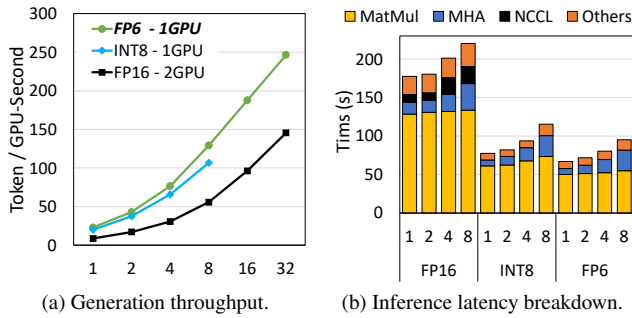 300
250
200
150
100
50
0
Token / GPU-Second
FP6 - 1GPU
INT8 - 1GPU
FP16 - 2GPU
1 2 4 8 16 32
(a) Generation throughput.
MatMul MHA NCCL Others
200
150
100
50
0
Tims (s)
1 2 4 8 1 2 4 8 1 2 4 8
FP16 INT8 FP6
(b) Inference latency breakdown.